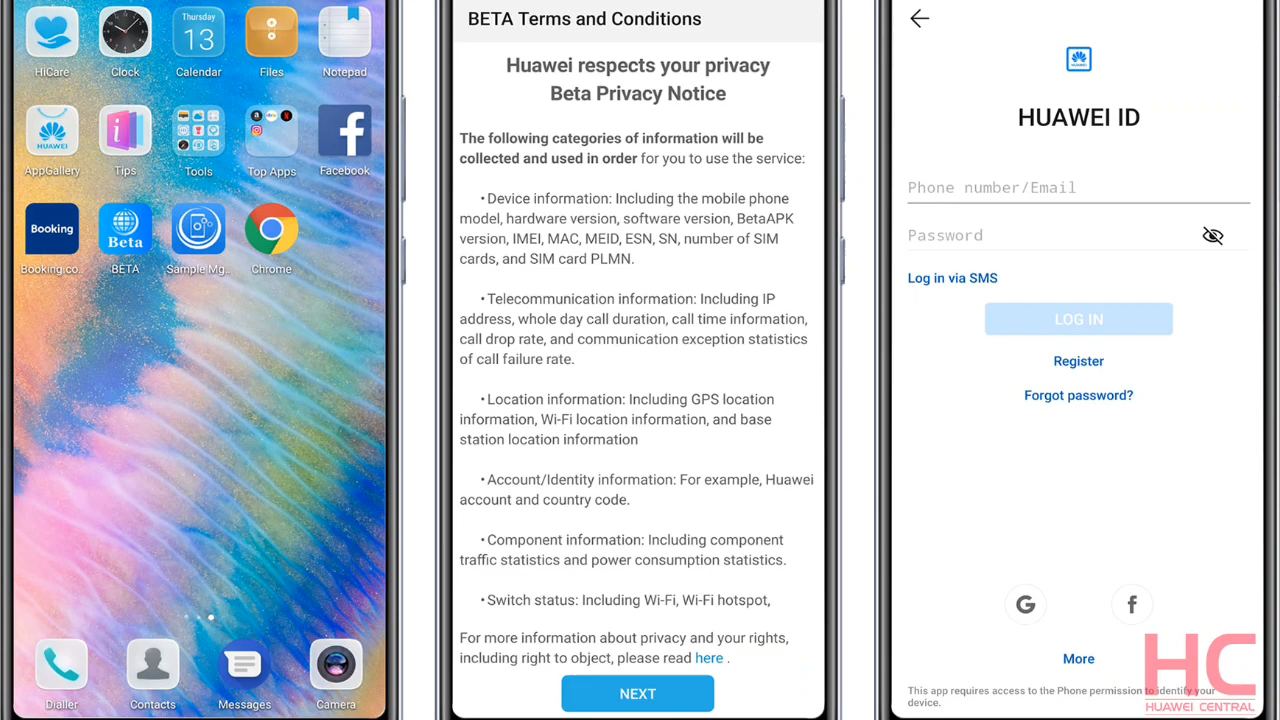 Thursday
13
HiCare
Clock
Calendar
Files
Notepad
HUAWEI
AppGallery
Tips
Tools
Top Apps
Facebook
Booking
Beta
Booking.co..
BETA
Sample Mg..
Chrome
Dialler
Contacts
Messages
Camera
BETA Terms and Conditions
Huawei respects your privacy
Beta Privacy Notice
The following categories of information will be
collected and used in order for you to use the service:
• Device information: Including the mobile phone
model, hardware version, software version, BetaAPK
version, IMEI, MAC, MEID, ESN, SN, number of SIM
cards, and SIM card PLMN.
• Telecommunication information: Including IP
address, whole day call duration, call time information,
call drop rate, and communication exception statistics
of call failure rate.
• Location information: Including GPS location
information, Wi-Fi location information, and base
station location information
• Account/Identity information: For example, Huawei
account and country code.
• Component information: Including component
traffic statistics and power consumption statistics.
• Switch status: Including Wi-Fi, Wi-Fi hotspot,
For more information about privacy and your rights,
including right to object, please read here .
NEXT
HUAWEI
HUAWEI ID
Phone number/Email
Password
Log in via SMS
LOG IN
Register
Forgot password?
G
f
More
This app requires access to the Phone permission to identify your
device.
HC
HUAWEI CENTRAL